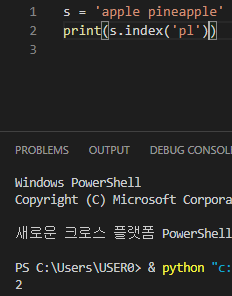 1 s = 'apple pineapple'
2 print(s.index('pl'))
PROBLEMS OUTPUT DEBUG CONSOL
Windows PowerShell
Copyright (C) Microsoft Corpora
새로운 크로스 플랫폼 PowerShell
PS C:\Users\USER0> & python "c:
2